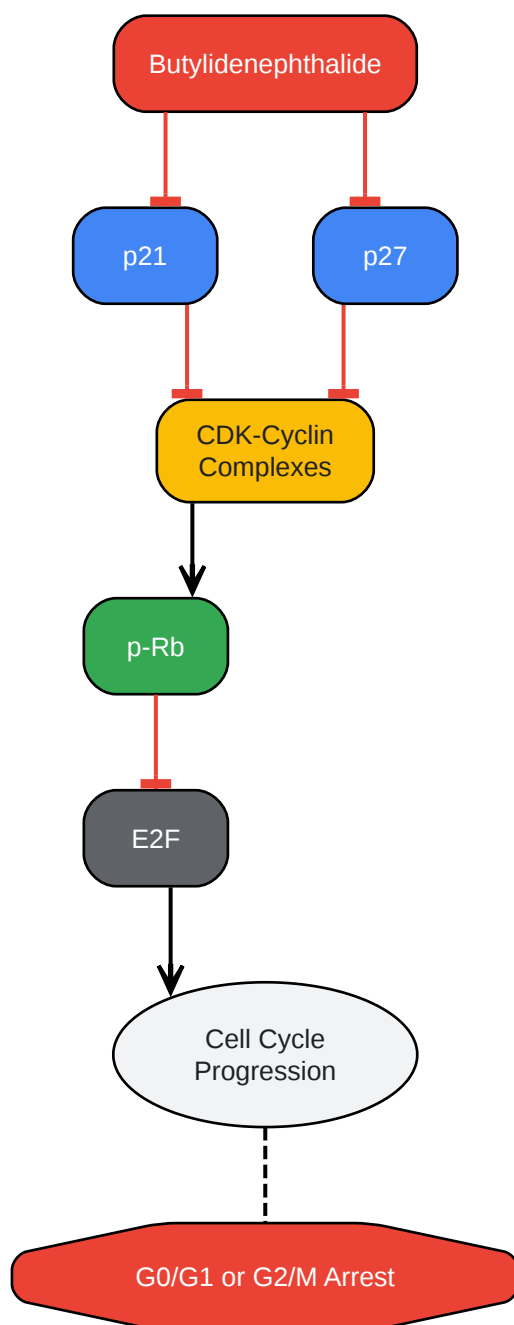 Butylidenephthalide
p21
p27
CDK-Cyclin
Complexes
p-Rb
E2F
Cell Cycle
Progression
G0/G1 or G2/M Arrest